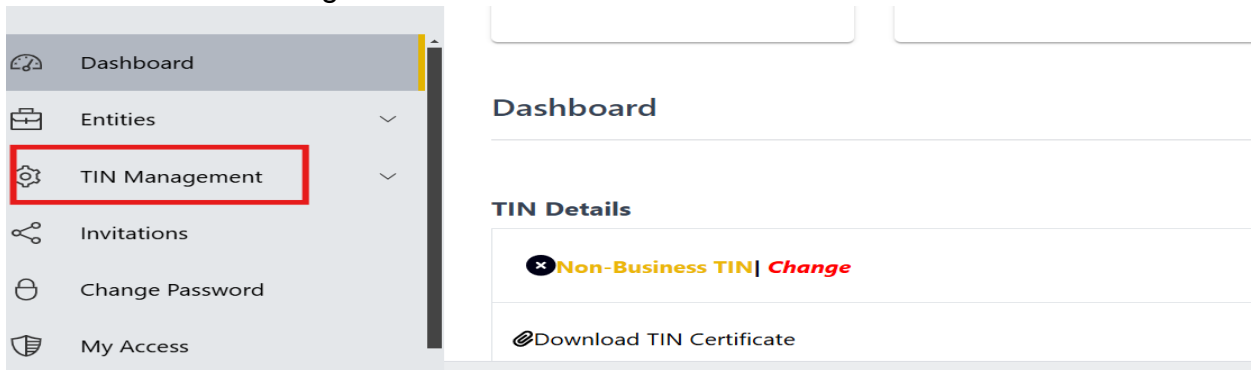 Dashboard
Entities
TIN Management
Invitations
Change Password
My Access
Dashboard
TIN Details
Non-Business TIN| Change
Download TIN Certificate